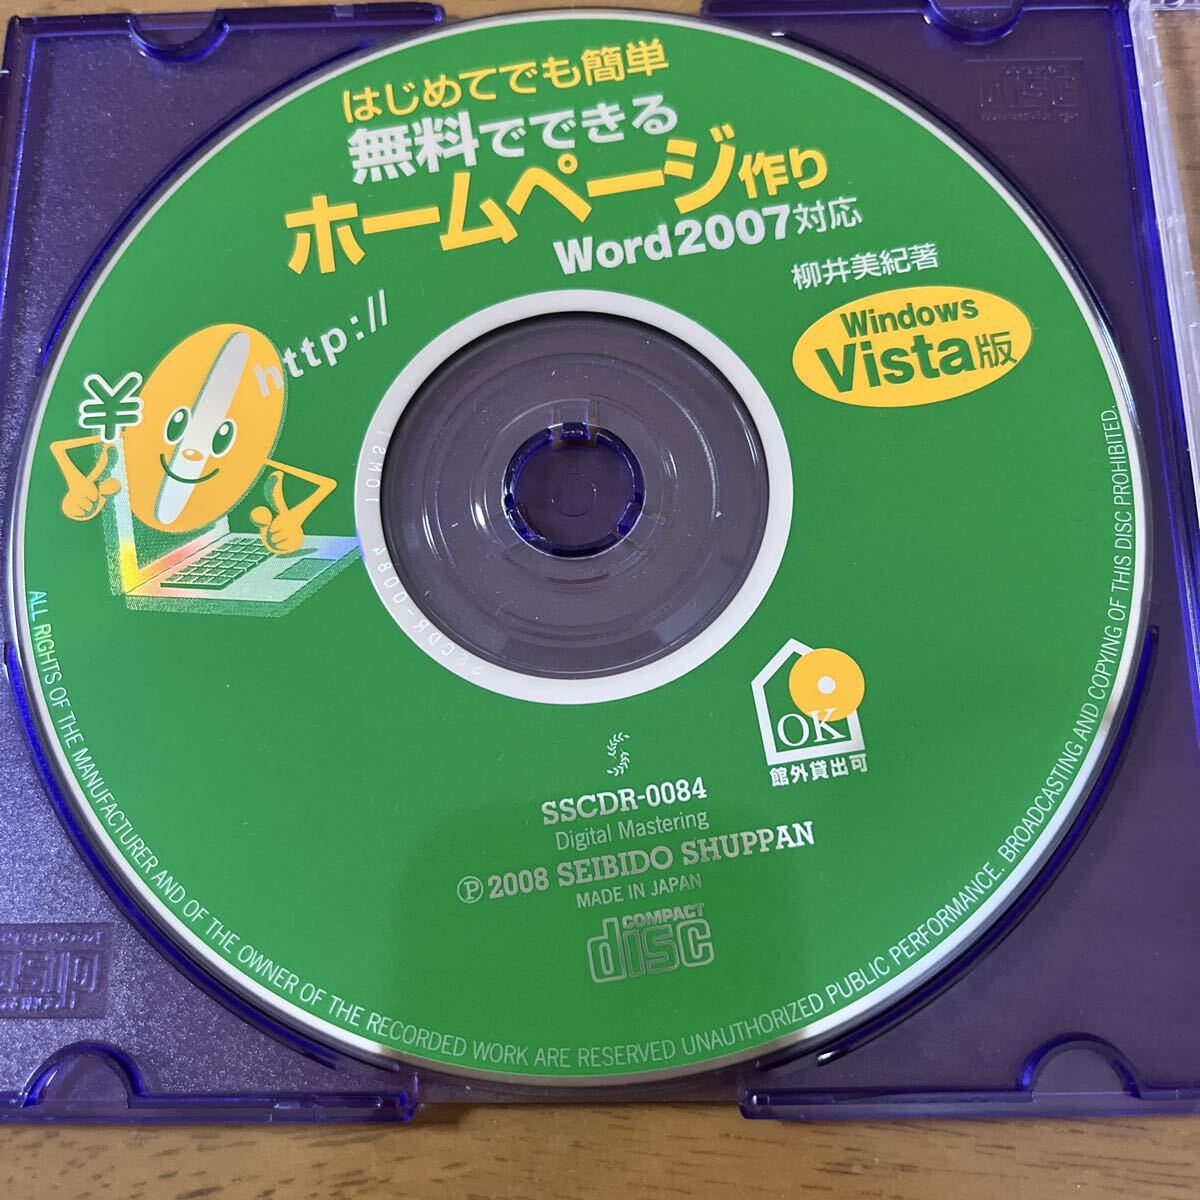 はじめてでも簡単
無料でできる
ホームページ作り
Word2007対応
柳井美紀著
Windows
Vista版
http://
¥
OK
館外貸出可
SSCDR-0084
Digital Mastering
Ⓟ 2008 SEIBIDO SHUPPAN
MADE IN JAPAN
COMPACT
disc
ALL RIGHTS OF THE MANUFACTURER AND OF THE OWNER OF THE RECORDED WORK ARE RESERVED UNAUTHORIZED PUBLIC PERFORMANCE. BROADCASTING AND COPYING OF THIS DISC PROHIBITED.
disc
disc